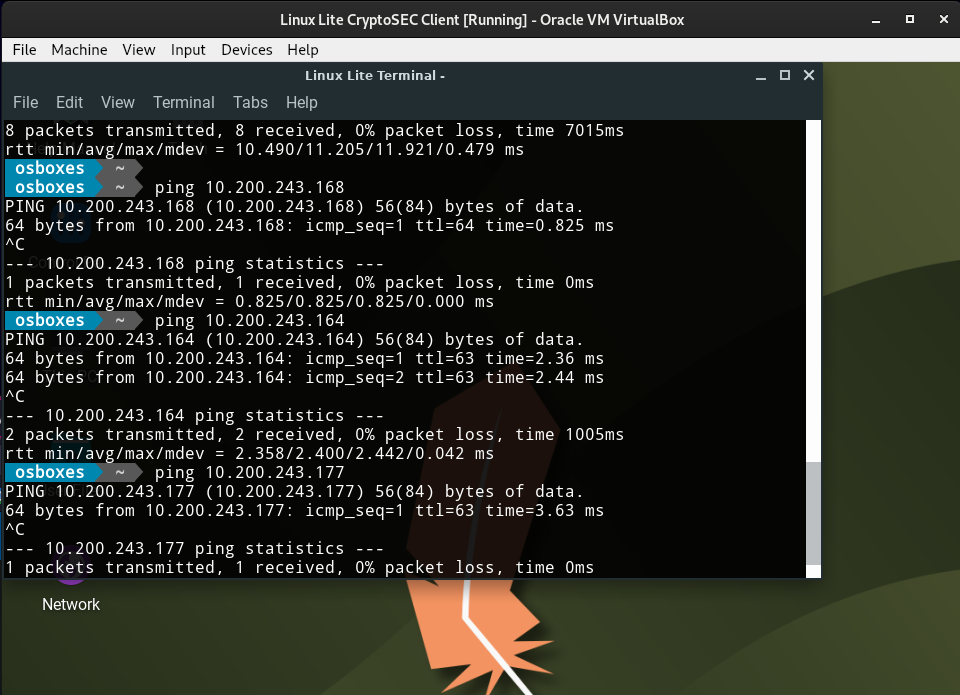 Linux Lite CryptoSEC Client [Running] - Oracle VM VirtualBox
File Machine View Input Devices Help
Linux Lite Terminal -
File Edit View Terminal Tabs Help
8 packets transmitted, 8 received, 0% packet loss, time 7015ms
rtt min/avg/max/mdev = 10.490/11.205/11.921/0.479 ms
osboxes ~
osboxes ~ ping 10.200.243.168
PING 10.200.243.168 (10.200.243.168) 56(84) bytes of data.
64 bytes from 10.200.243.168: icmp_seq=1 ttl=64 time=0.825 ms
^C
--- 10.200.243.168 ping statistics ---
1 packets transmitted, 1 received, 0% packet loss, time 0ms
rtt min/avg/max/mdev = 0.825/0.825/0.825/0.000 ms
osboxes ~ ping 10.200.243.164
PING 10.200.243.164 (10.200.243.164) 56(84) bytes of data.
64 bytes from 10.200.243.164: icmp_seq=1 ttl=63 time=2.36 ms
64 bytes from 10.200.243.164: icmp_seq=2 ttl=63 time=2.44 ms
^C
--- 10.200.243.164 ping statistics ---
2 packets transmitted, 2 received, 0% packet loss, time 1005ms
rtt min/avg/max/mdev = 2.358/2.400/2.442/0.042 ms
osboxes ~ ping 10.200.243.177
PING 10.200.243.177 (10.200.243.177) 56(84) bytes of data.
64 bytes from 10.200.243.177: icmp_seq=1 ttl=63 time=3.63 ms
^C
--- 10.200.243.177 ping statistics ---
1 packets transmitted, 1 received, 0% packet loss, time 0ms
Network